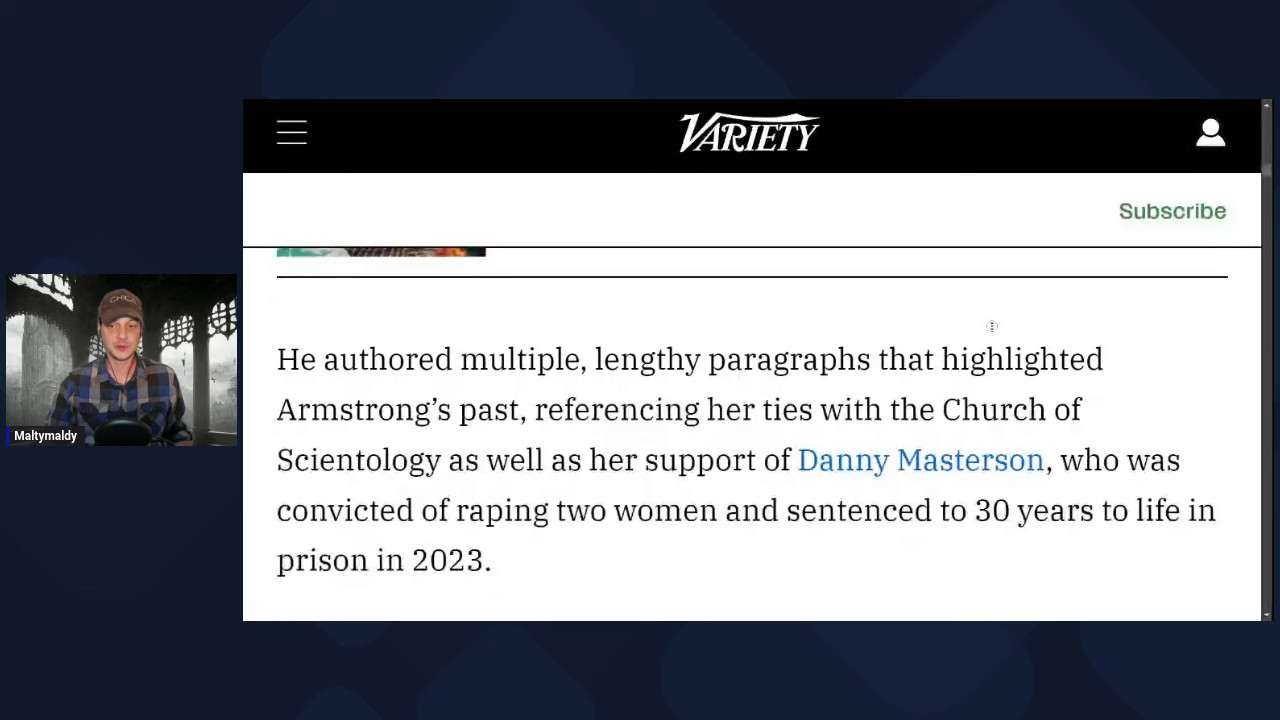 VARIETY
Subscribe
He authored multiple, lengthy paragraphs that highlighted
Armstrong’s past, referencing her ties with the Church of
Scientology as well as her support of Danny Masterson, who was
convicted of raping two women and sentenced to 30 years to life in
prison in 2023.
CHICA
Maltymaldy